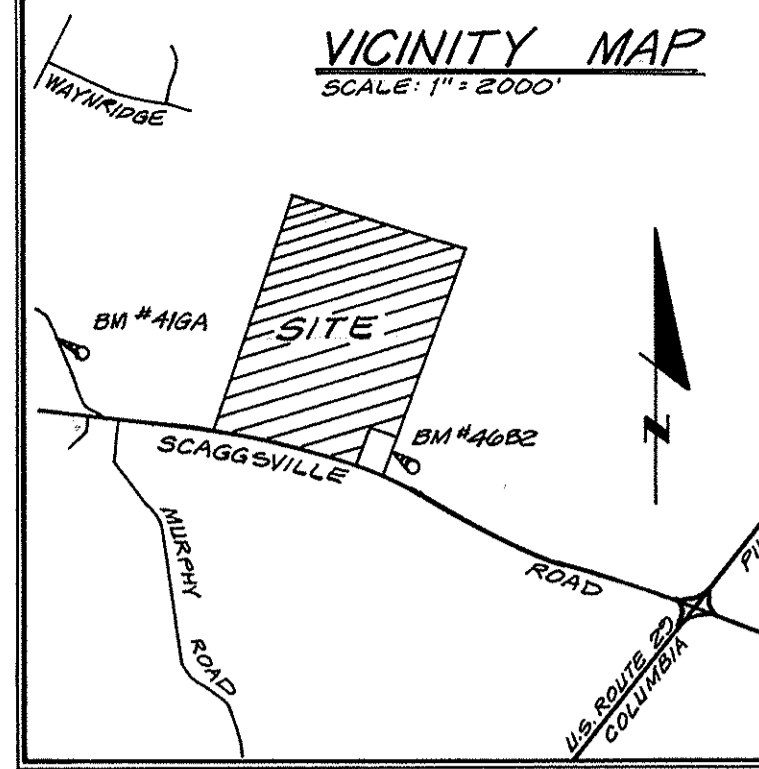 VICINITY MAP
SCALE: 1" = 2000'
WAYNRIDGE
BM #41GA
SITE
BM #46B2
SCAGGSVILLE
ROAD
MURPHY
ROAD
N
U.S. ROUTE 29
COLUMBIA